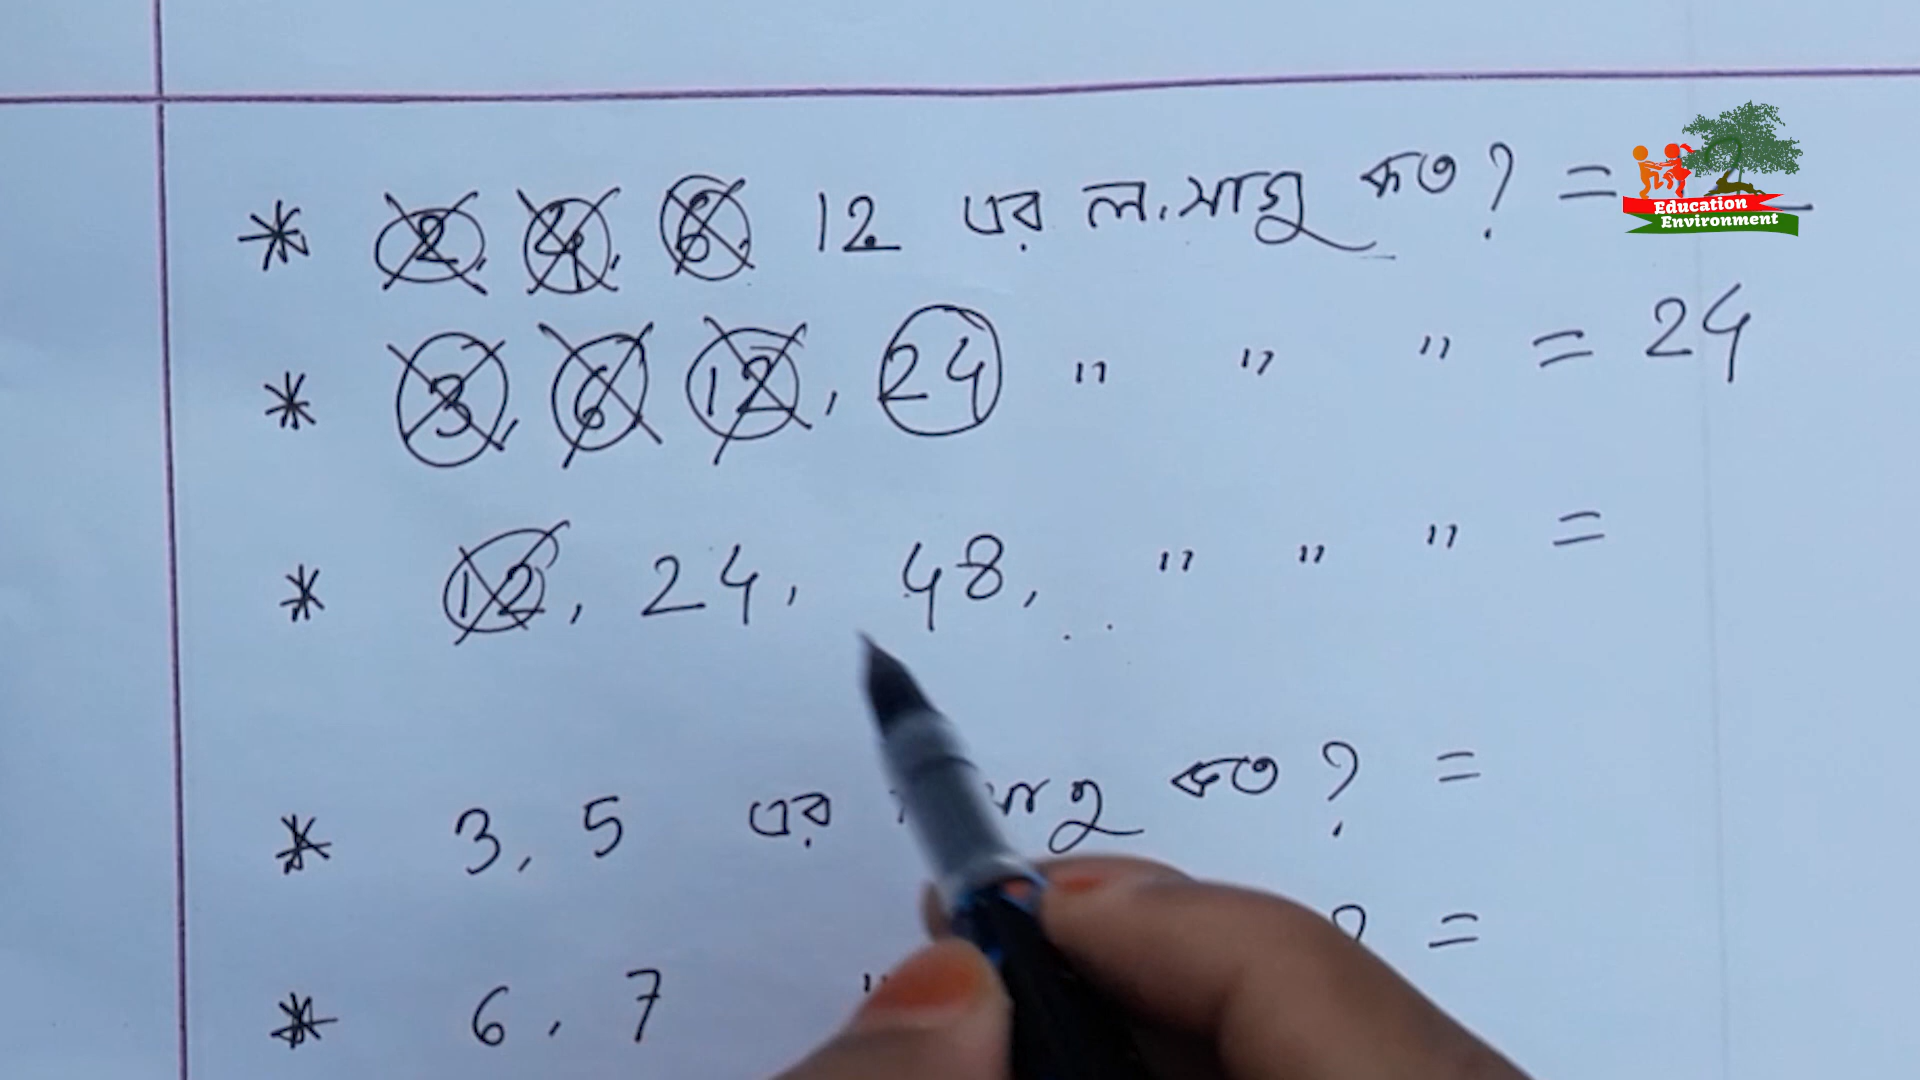 * 2, 4, 6, 12 এর ল.সাগু কত? =
Education
Environment
* 3, 6, 12, 24 " " " = 24
* 12, 24, 48, " " " =
* 3, 5 এর কত? =
* 6, 7 " ? =